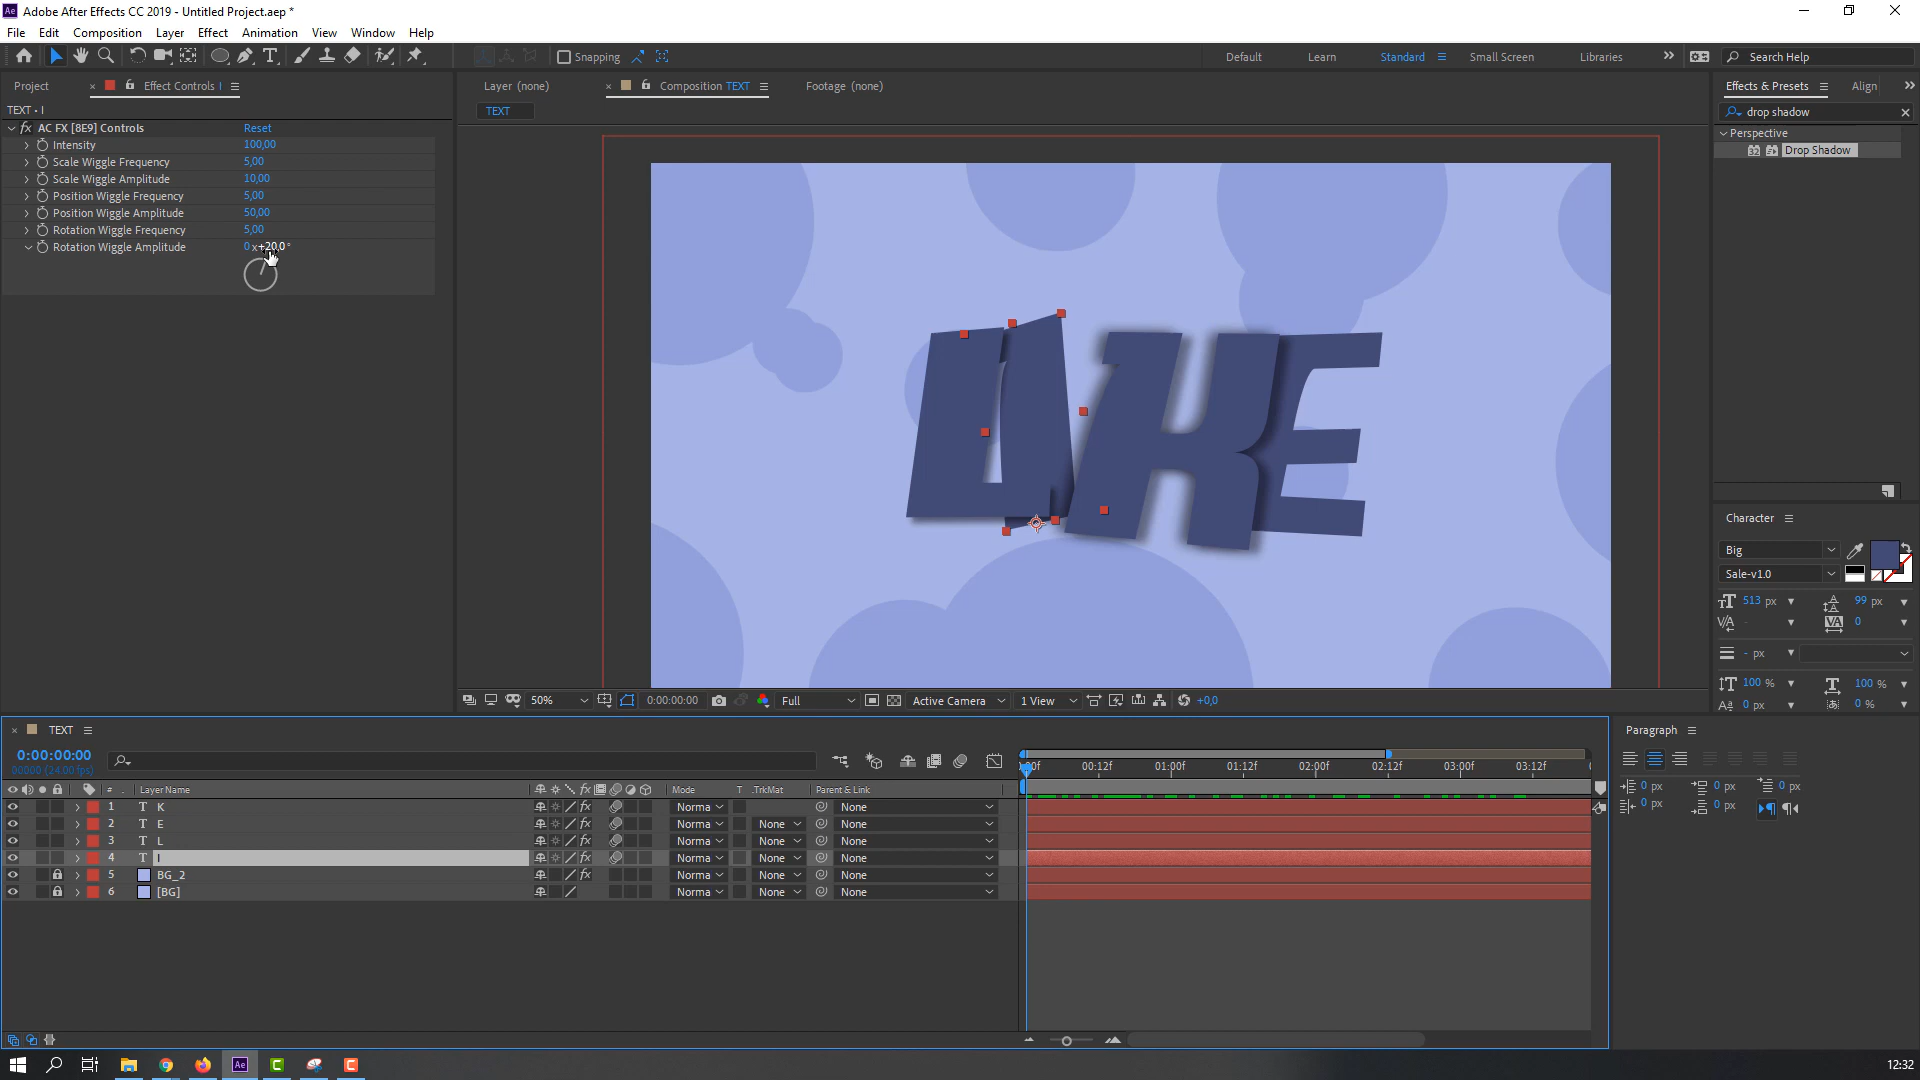 Adobe After Effects CC 2019 - Untitled Project.aep *
File Edit Composition Layer Effect Animation View Window Help
Snapping Default Learn Standard Small Screen Libraries Search Help
Project Effect Controls I Layer (none) Composition TEXT Footage (none) Effects & Presets Align
TEXT • I
TEXT
drop shadow
AC FX [8E9] Controls Reset
Perspective
Intensity 100,00
Drop Shadow
Scale Wiggle Frequency 5,00
Scale Wiggle Amplitude 10,00
Position Wiggle Frequency 5,00
Position Wiggle Amplitude 50,00
Rotation Wiggle Frequency 5,00
Rotation Wiggle Amplitude 0 x +20,0 °
LIKE
Character
Big
Sale-v1.0
513 px 99 px
- 0
- px
100 % 100 %
0 px 0 %
50% 0:00:00:00 Full Active Camera 1 View +0,0
TEXT
Paragraph
0:00:00:00
00000 (24.00 fps)
:00f 00:12f 01:00f 01:12f 02:00f 02:12f 03:00f 03:12f
# Layer Name Mode T .TrkMat Parent & Link
0 px 0 px 0 px
0 px 0 px
1 T K Norma None
2 T E Norma None None
3 T L Norma None None
4 T I Norma None None
5 BG_2 Norma None None
6 [BG] Norma None None
12:32